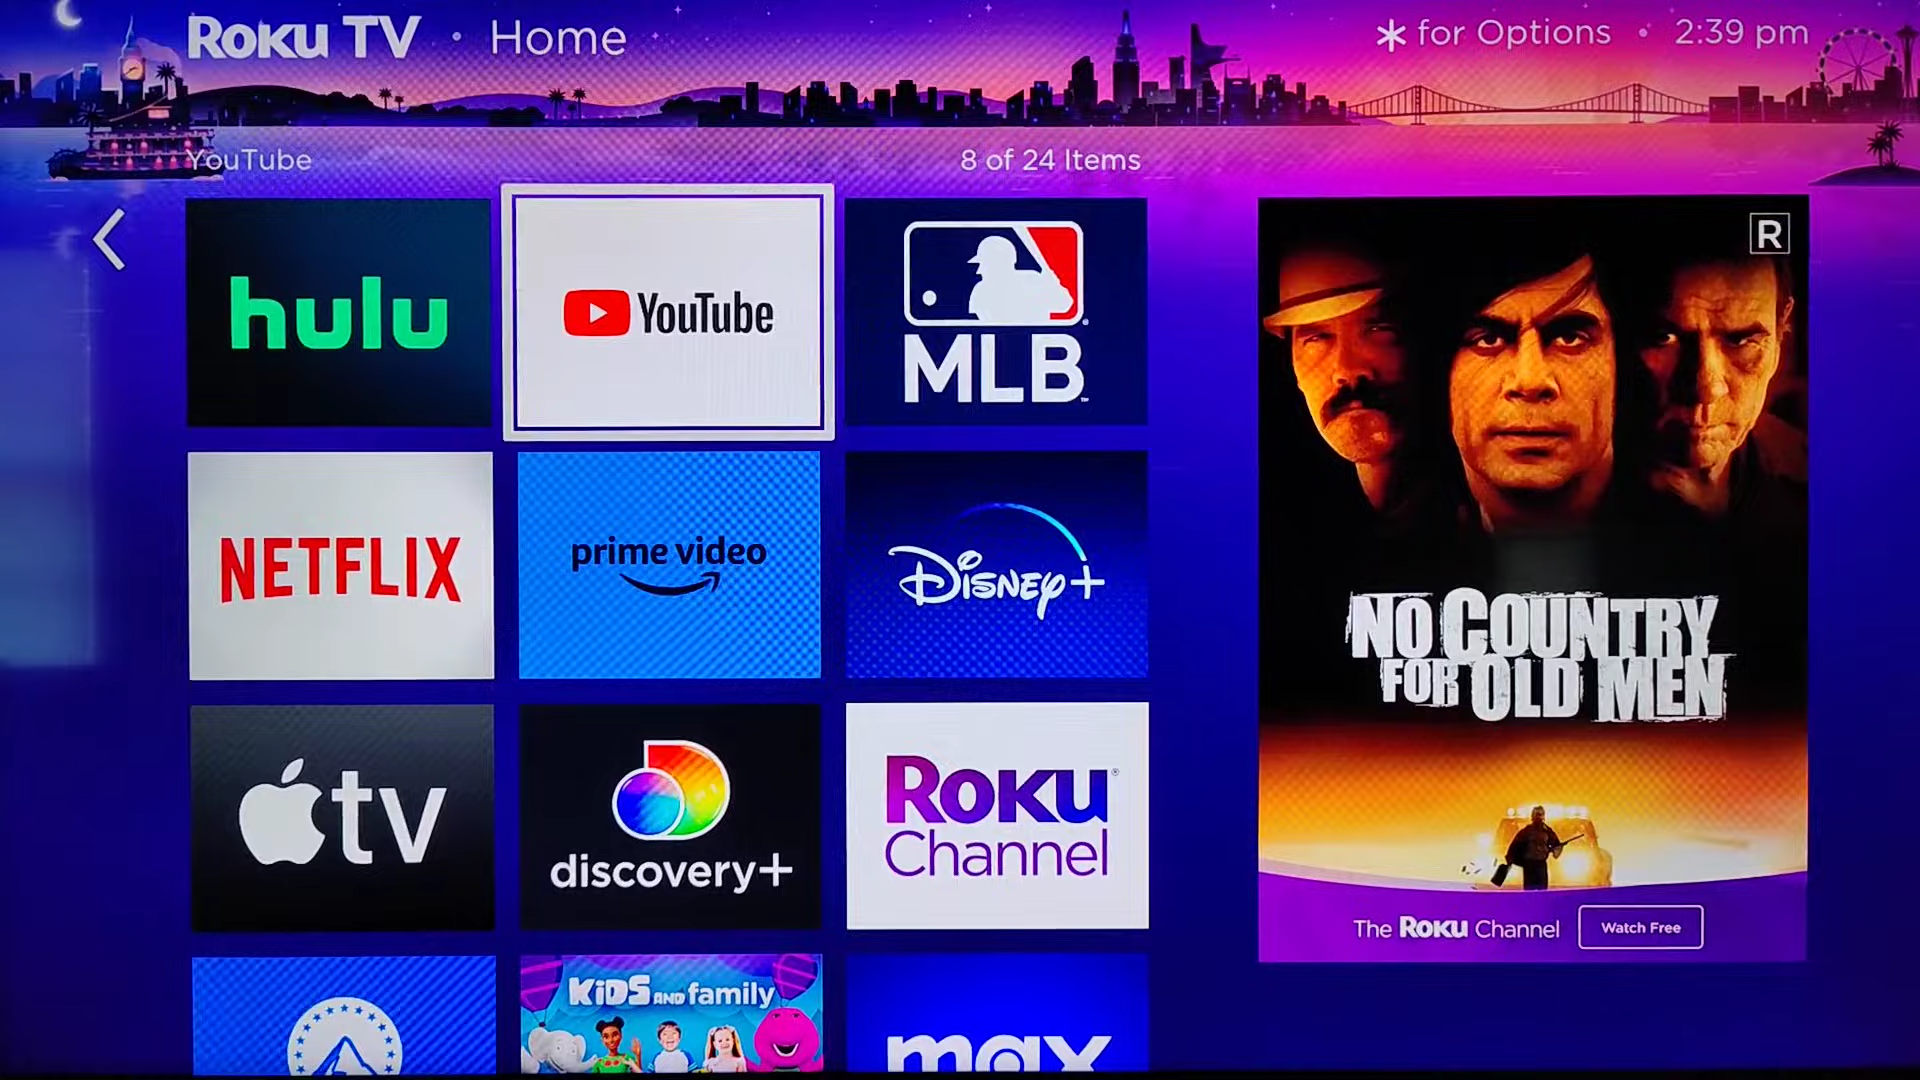 Roku TV • Home
* for Options • 2:39 pm
YouTube
8 of 24 Items
hulu
YouTube
MLB
NETFLIX
prime video
Disney+
tv
discovery+
Roku
Channel
KiDS AND family
max
R
NO COUNTRY
FOR OLD MEN
The Roku Channel
Watch Free